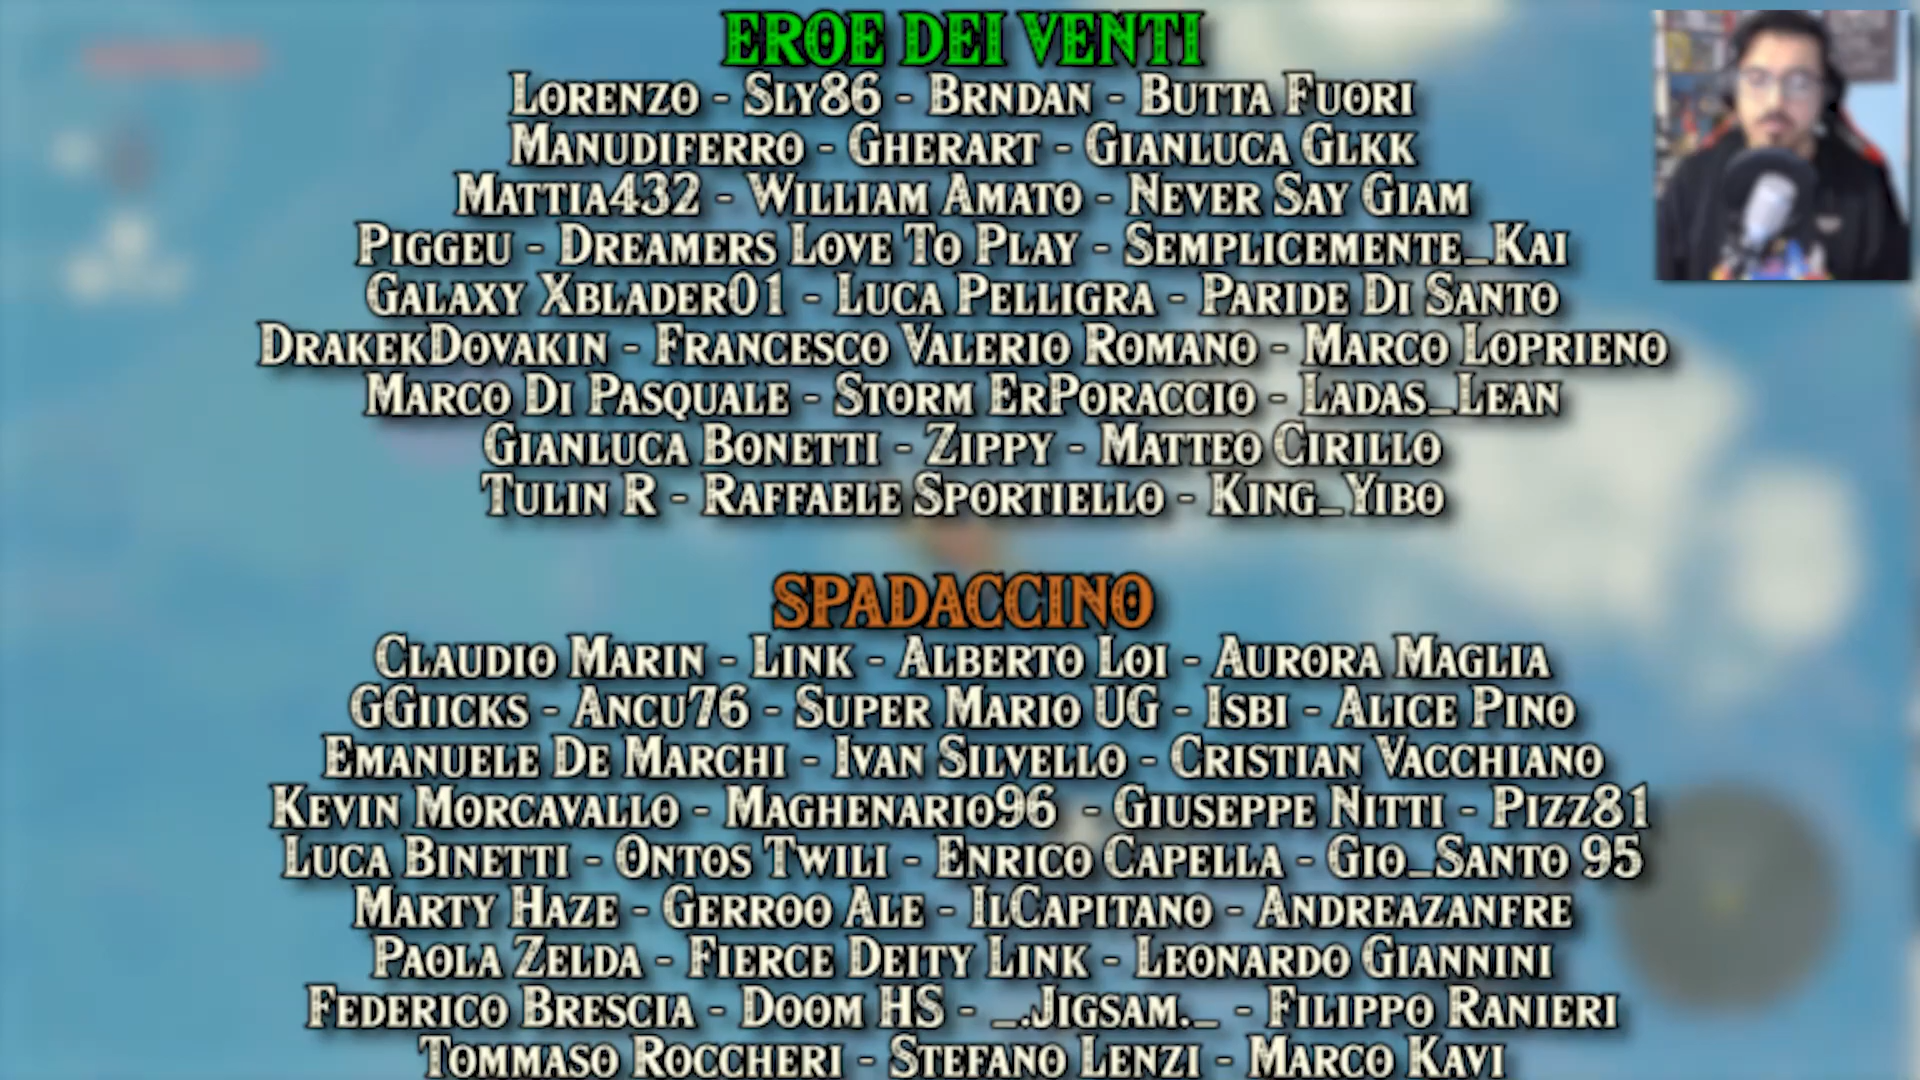 EROE DEI VENTI
Lorenzo - Sly86 - Brndan - Butta Fuori
Manudiferro - Gherart - Gianluca Glkk
Mattia432 - William Amato - Never Say Giam
Piggeu - Dreamers Love To Play - Semplicemente_Kai
Galaxy Xblader01 - Luca Pelligra - Paride Di Santo
DrakekDovakin - Francesco Valerio Romano - Marco Loprieno
Marco Di Pasquale - Storm ErPoraccio - Ladas_Lean
Gianluca Bonetti - Zippy - Matteo Cirillo
Tulin R - Raffaele Sportiello - King_Yibo
SPADACCINO
Claudio Marin - Link - Alberto Loi - Aurora Maglia
GGiicks - Ancu76 - Super Mario UG - Isbi - Alice Pino
Emanuele De Marchi - Ivan Silvello - Cristian Vacchiano
Kevin Morcavallo - Maghenario96 - Giuseppe Nitti - Pizz81
Luca Binetti - Ontos Twili - Enrico Capella - Gio_Santo 95
Marty Haze - Gerroo Ale - IlCapitano - Andreazanfre
Paola Zelda - Fierce Deity Link - Leonardo Giannini
Federico Brescia - Doom HS - _.Jigsam._ - Filippo Ranieri
Tommaso Roccheri - Stefano Lenzi - Marco Kavi